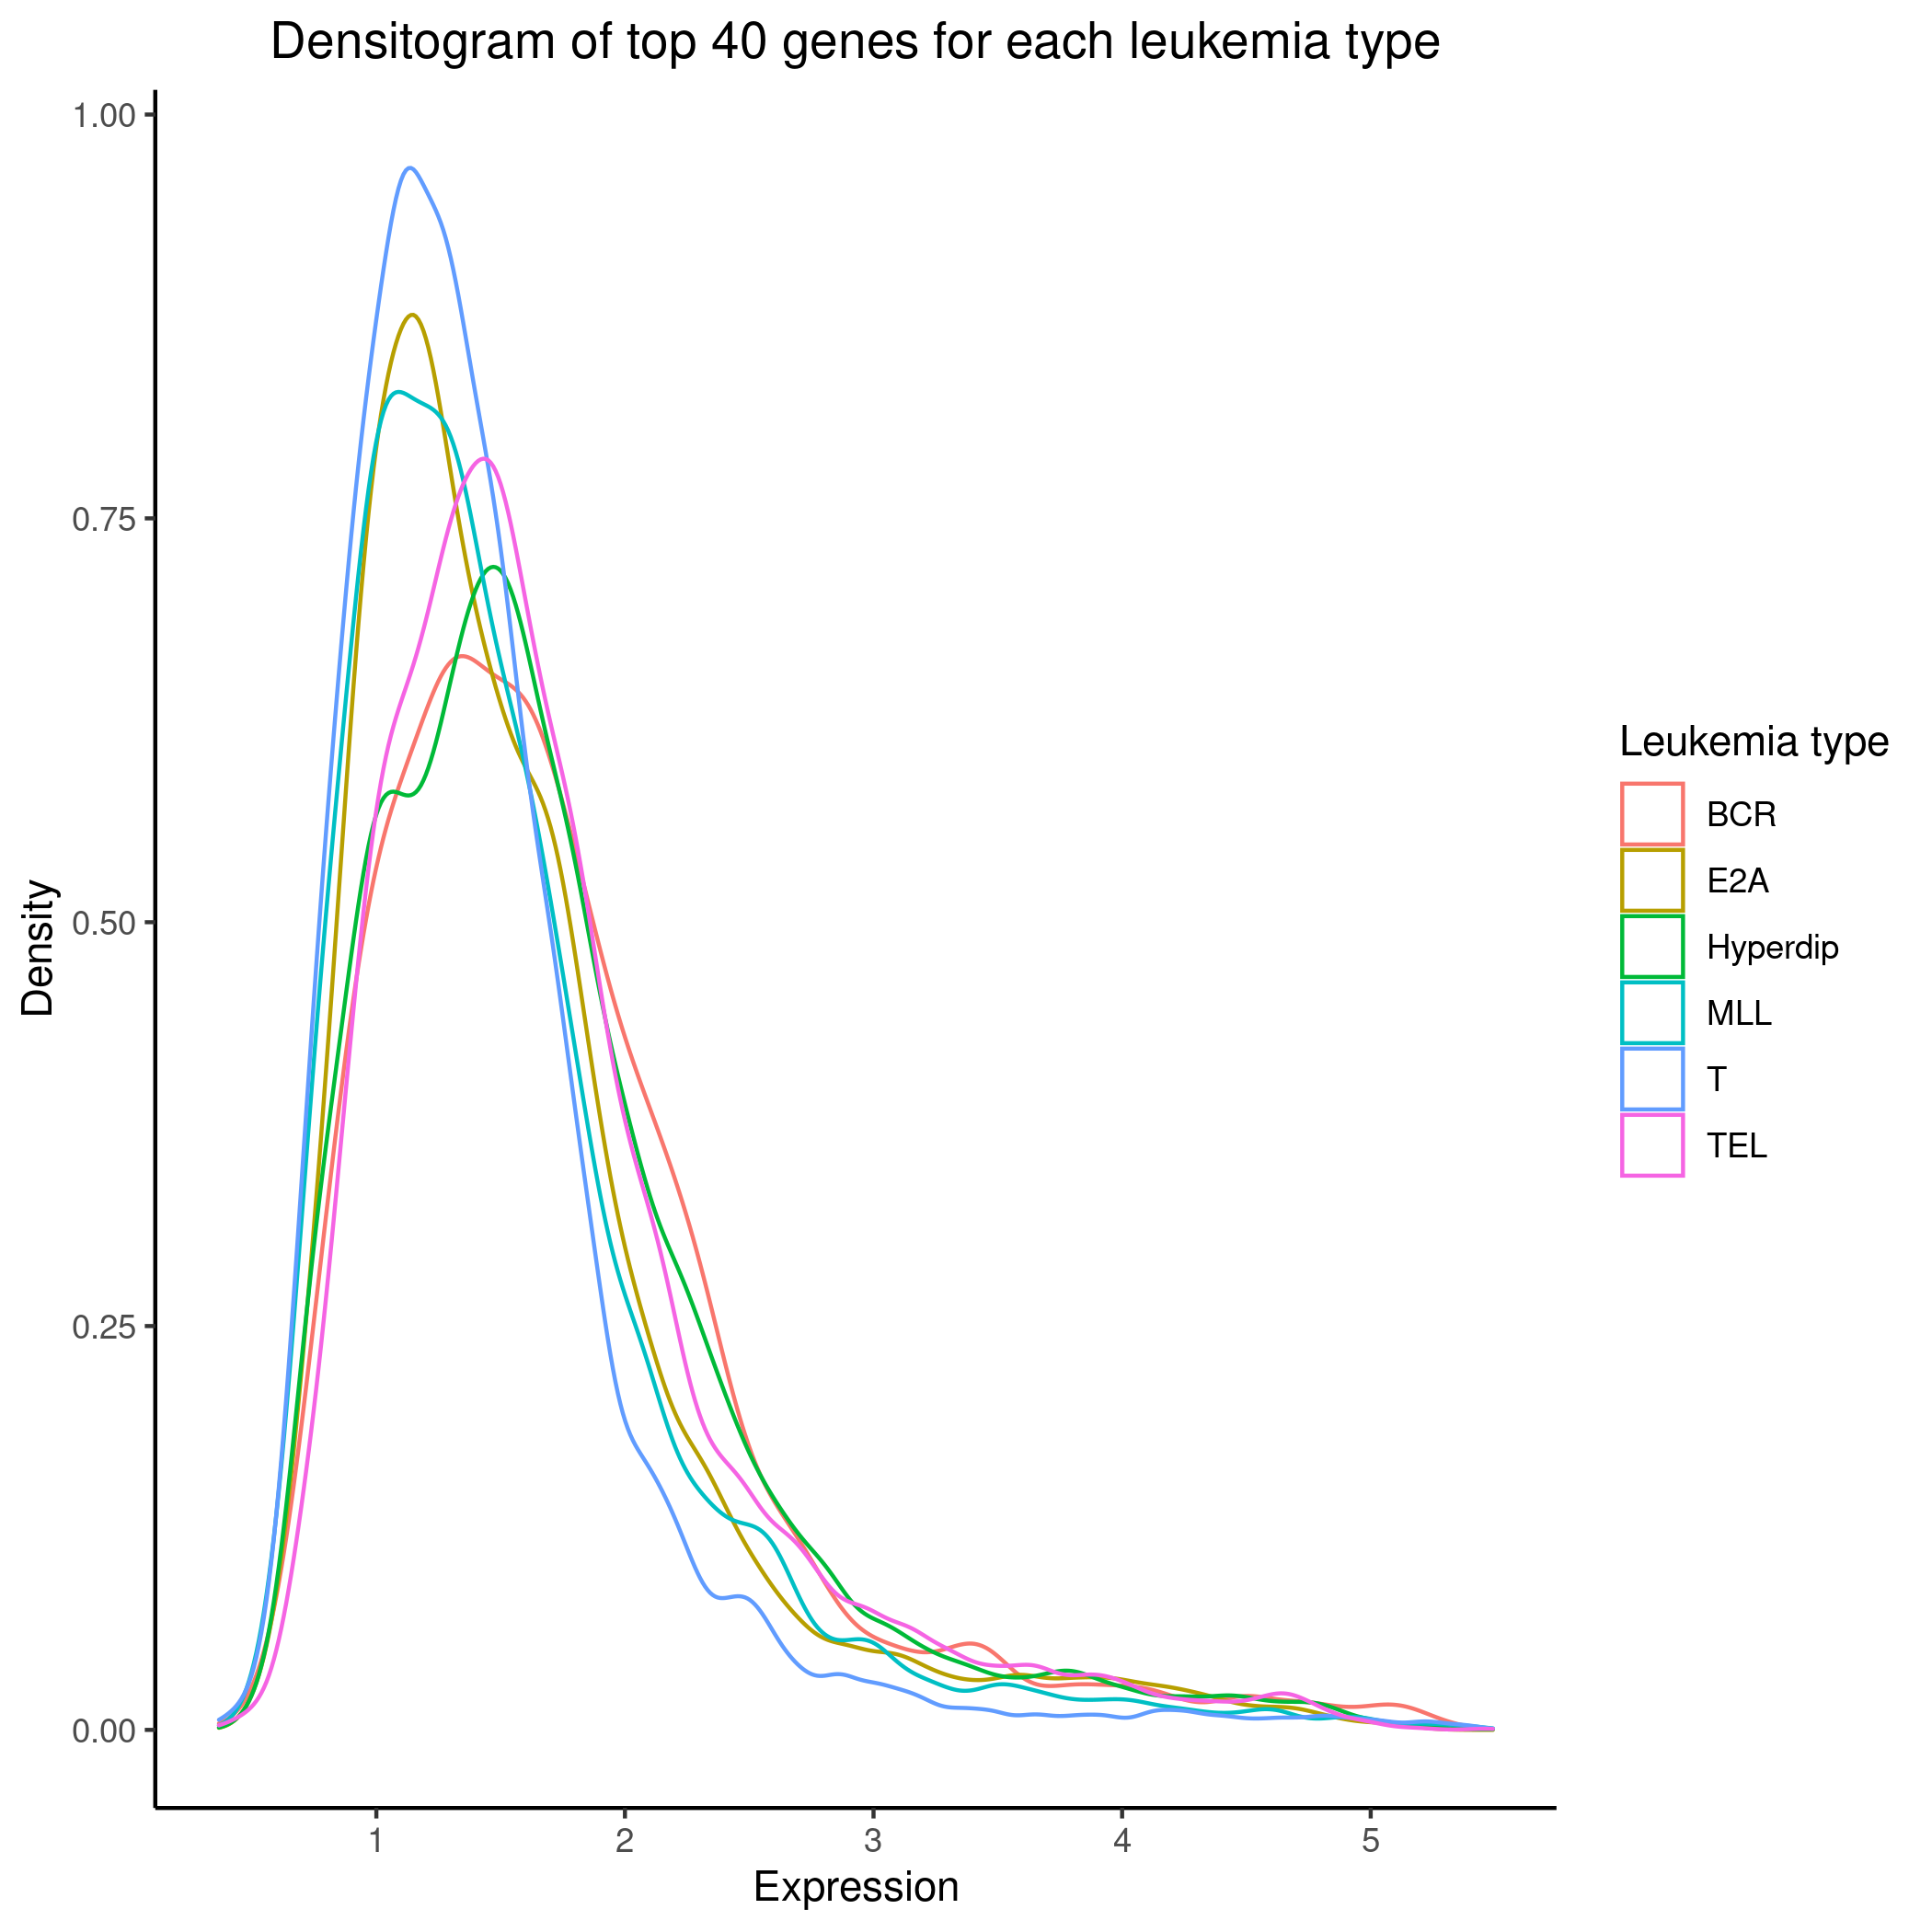 Densitogram of top 40 genes for each leukemia type
1.00
0.75
0.50
0.25
0.00
Density
1 2 3 4 5
Expression
Leukemia type
BCR
E2A
Hyperdip
MLL
T
TEL